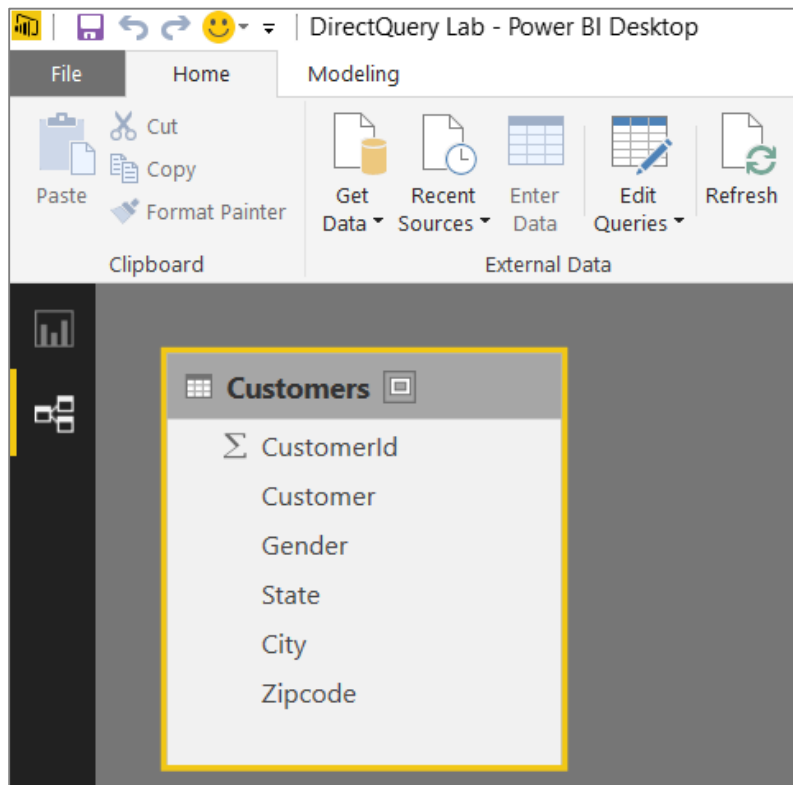 DirectQuery Lab - Power BI Desktop
File Home Modeling
Paste
Cut
Copy
Format Painter
Get Data
Recent Sources
Enter Data
Edit Queries
Refresh
Clipboard
External Data
Customers
∑ CustomerId
Customer
Gender
State
City
Zipcode